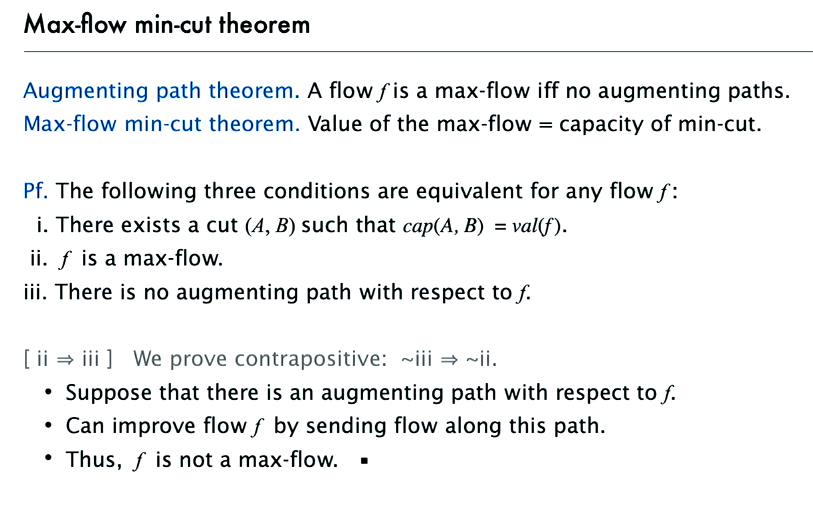 Max-flow min-cut theorem
Augmenting path theorem. A flow f is a max-flow iff no augmenting paths.
Max-flow min-cut theorem. Value of the max-flow = capacity of min-cut.
Pf. The following three conditions are equivalent for any flow f :
i. There exists a cut (A, B) such that cap(A, B) = val(f).
ii. f is a max-flow.
iii. There is no augmenting path with respect to f.
[ ii ⇒ iii ] We prove contrapositive: ~iii ⇒ ~ii.
• Suppose that there is an augmenting path with respect to f.
• Can improve flow f by sending flow along this path.
• Thus, f is not a max-flow. ▪